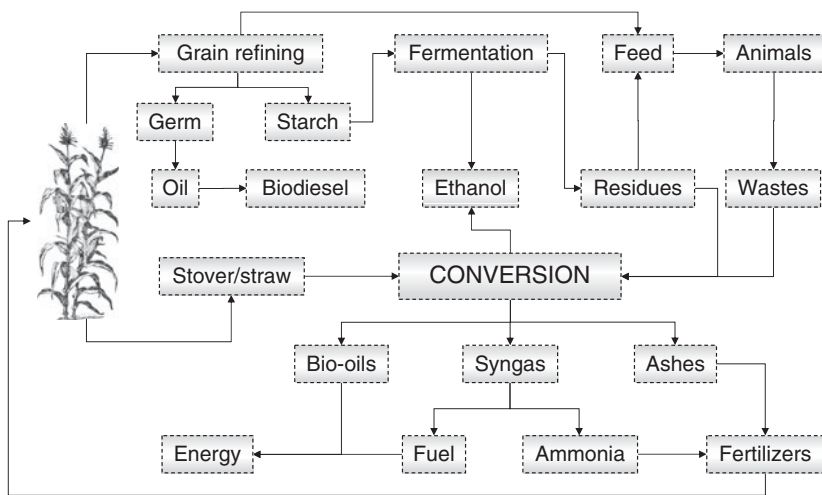 Grain refining
Fermentation
Feed
Animals
Germ
Starch
Oil
Biodiesel
Ethanol
Residues
Wastes
Stover/straw
CONVERSION
Bio-oils
Syngas
Ashes
Energy
Fuel
Ammonia
Fertilizers